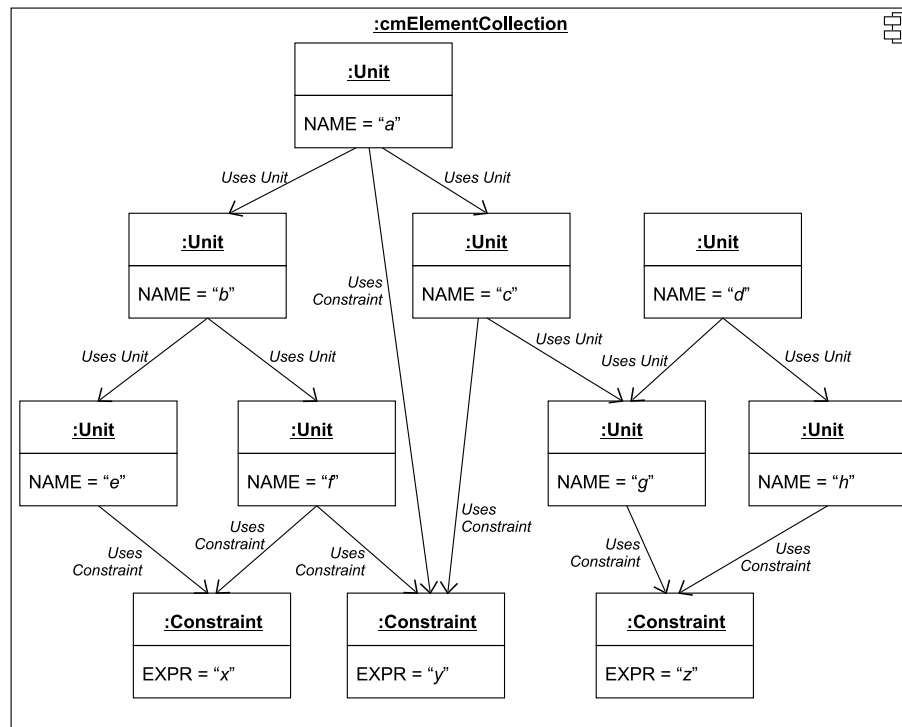 :cmElementCollection
:Unit
NAME = “a”
Uses Unit
Uses Unit
:Unit
NAME = “b”
Uses
Constraint
:Unit
NAME = “c”
:Unit
NAME = “d”
Uses Unit
Uses Unit
Uses Unit
Uses Unit
Uses Unit
:Unit
NAME = “e”
:Unit
NAME = “f”
:Unit
NAME = “g”
:Unit
NAME = “h”
Uses
Constraint
Uses
Constraint
Uses
Constraint
Uses
Constraint
Uses
Constraint
Uses
Constraint
:Constraint
EXPR = “x”
:Constraint
EXPR = “y”
:Constraint
EXPR = “z”